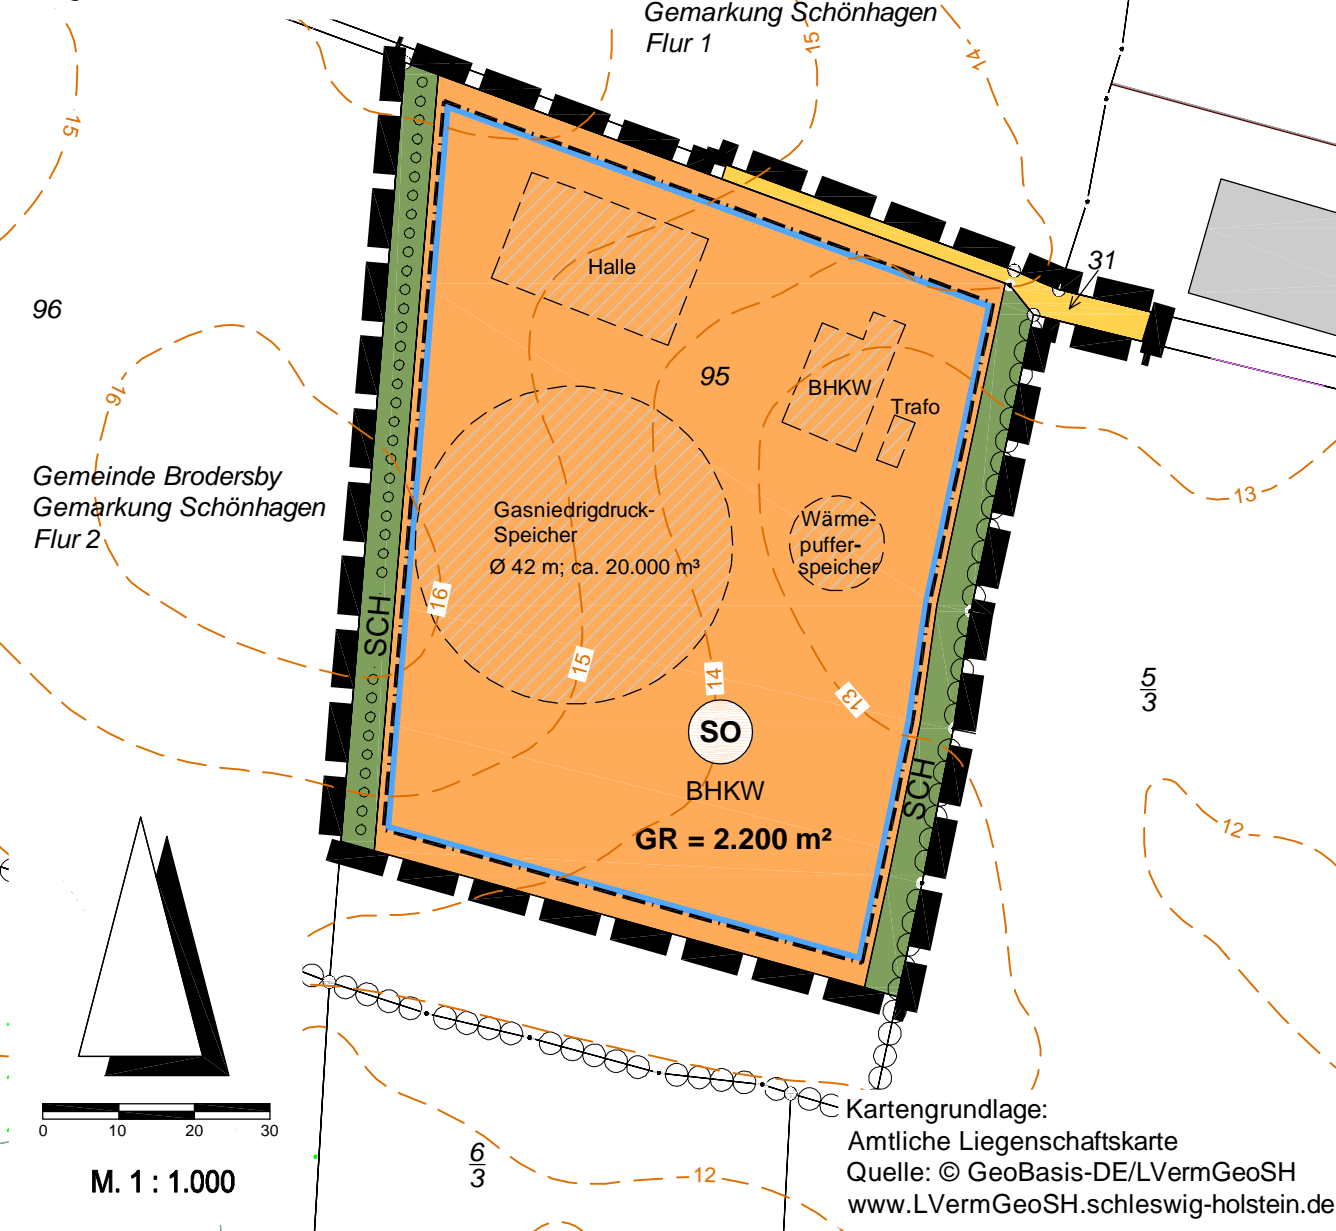 Gemarkung Schönhagen
Flur 1
15
14
15
31
96
Halle
95
BHKW
Trafo
16
Gemeinde Brodersby
Gemarkung Schönhagen
Flur 2
13
Gasniedrigdruck-
Speicher
Ø 42 m; ca. 20.000 m³
Wärme-
puffer-
speicher
16
SCH
15
14
13
5
3
SO
BHKW
SCH
GR = 2.200 m²
12
0 10 20 30
M. 1 : 1.000
6
3
12
Kartengrundlage:
Amtliche Liegenschaftskarte
Quelle: © GeoBasis-DE/LVermGeoSH
www.LVermGeoSH.schleswig-holstein.de